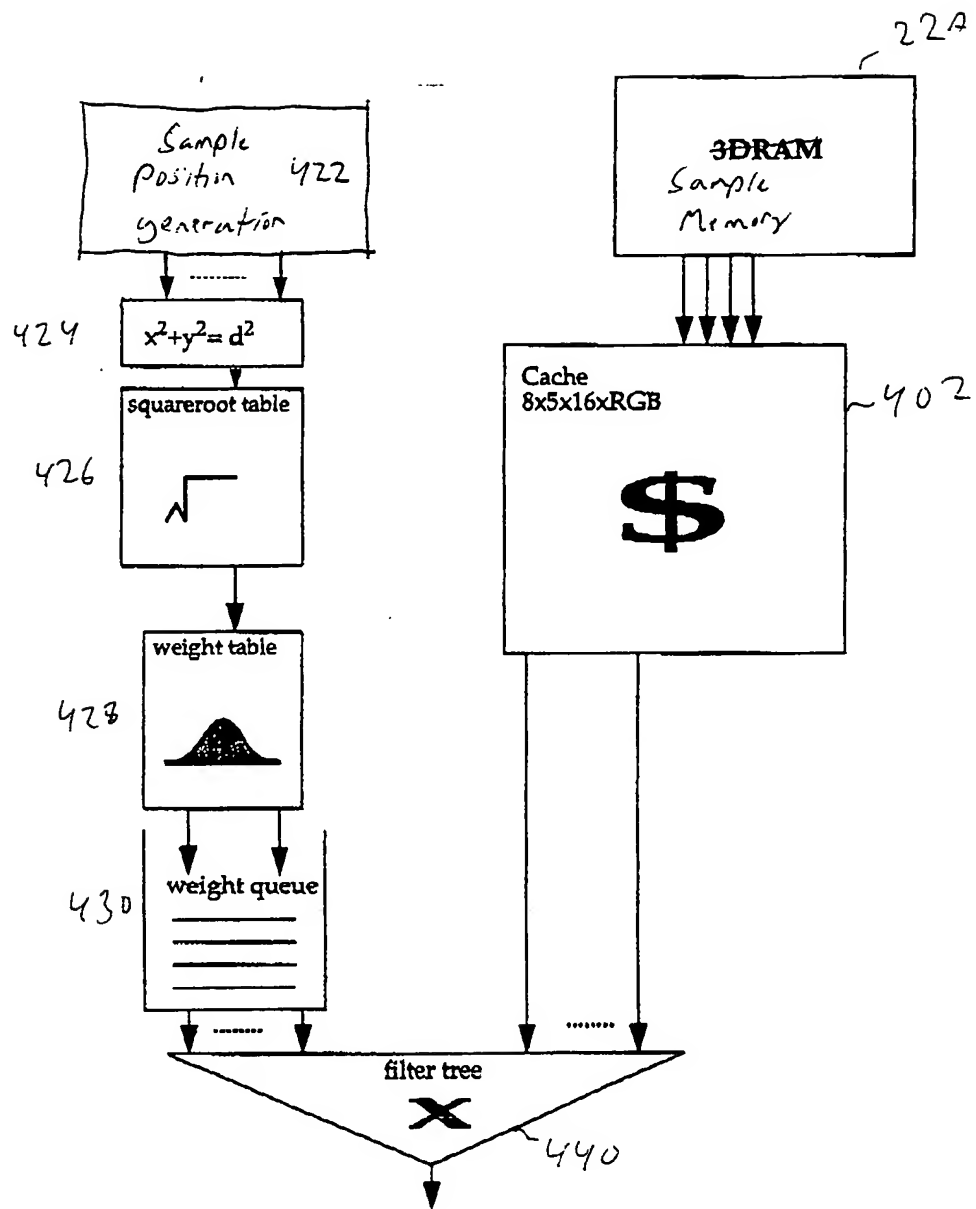 22A
Sample
Position 422
generation
3DRAM
Sample
Memory
424
x²+y²= d²
squareroot table
426
√
Cache
8x5x16xRGB
402
$
weight table
428
weight queue
430
filter tree
X
440